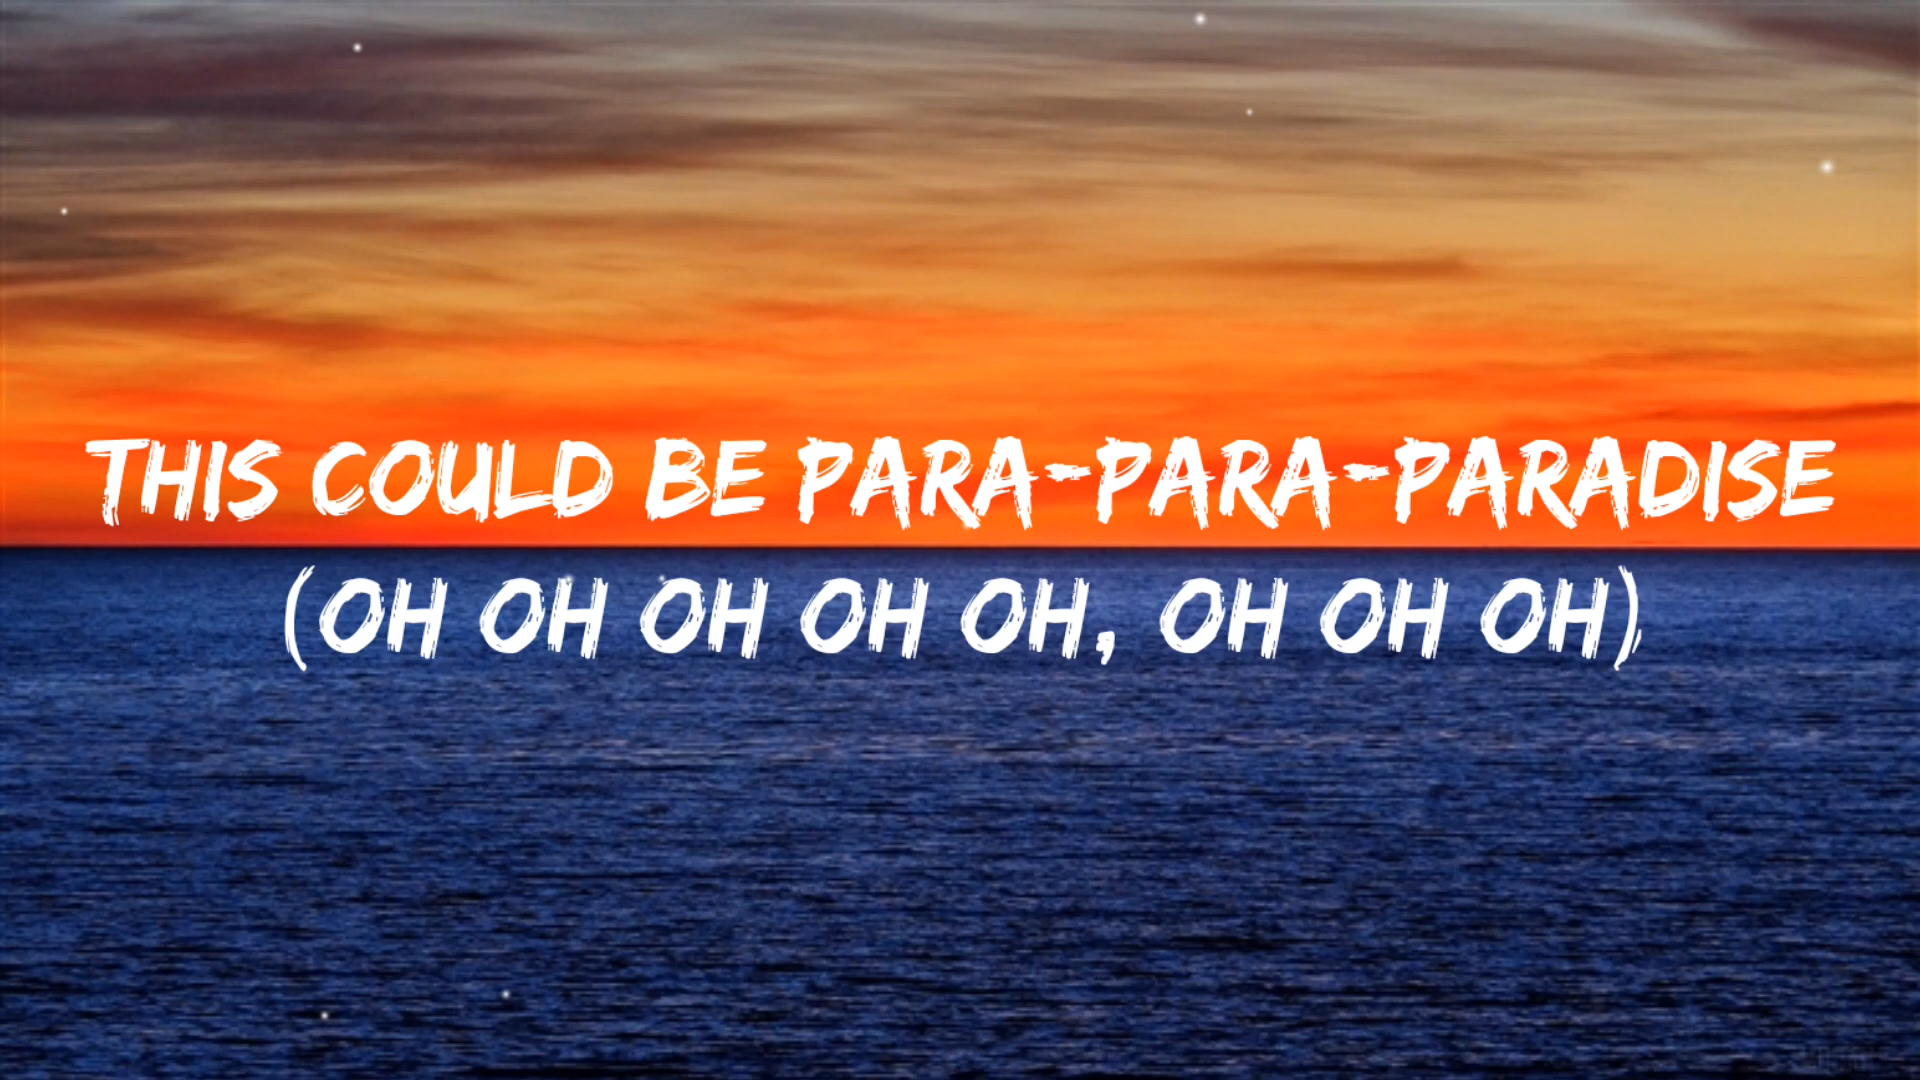 THIS COULD BE PARA-PARA-PARADISE
(OH OH OH OH OH, OH OH OH)